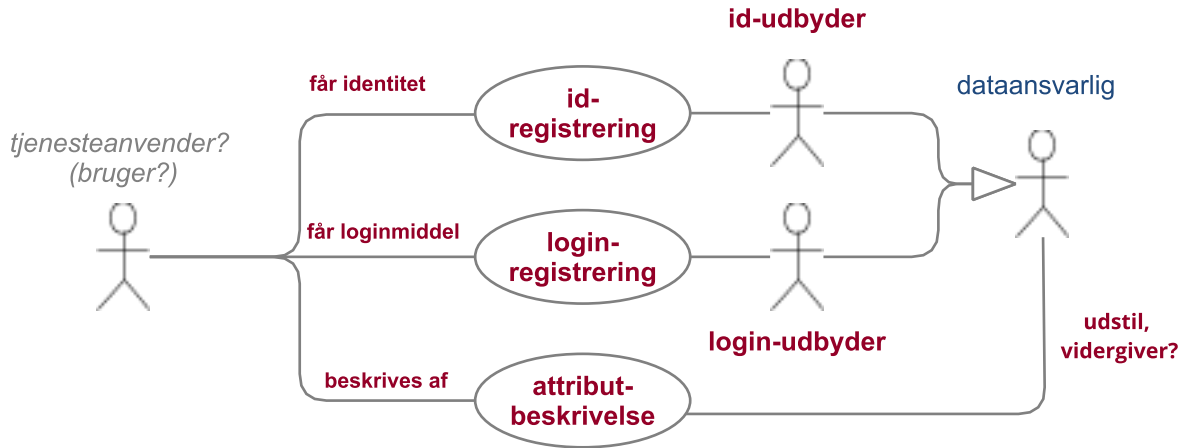 id-udbyder
får identitet
id-
registrering
dataansvarlig
tjenesteanvender?
(bruger?)
får loginmiddel
login-
registrering
login-udbyder
udstil,
vidergiver?
beskrives af
attribut-
beskrivelse